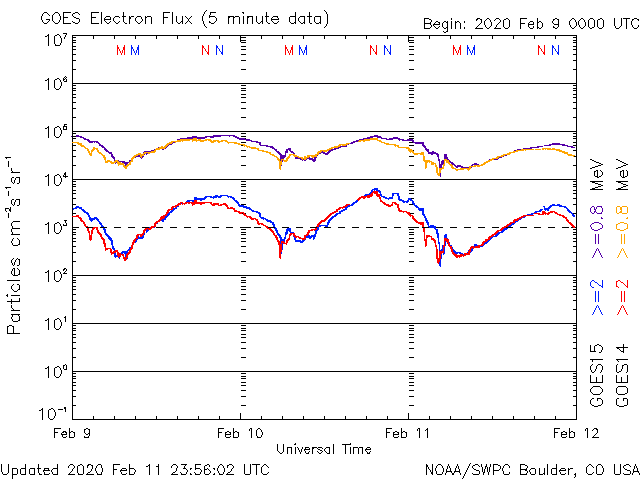 GOES Electron Flux (5 minute data)
Begin: 2020 Feb 9 0000 UTC
M M N N M M N N M M N N
10⁷
10⁶
10⁵
10⁴
10³
10²
10¹
10⁰
10⁻¹
Particles cm⁻²s⁻¹sr⁻¹
Feb 9 Feb 10 Feb 11 Feb 12
Universal Time
GOES15 >=2 >=0.8 MeV
GOES14 >=2 >=0.8 MeV
Updated 2020 Feb 11 23:56:02 UTC
NOAA/SWPC Boulder, CO USA